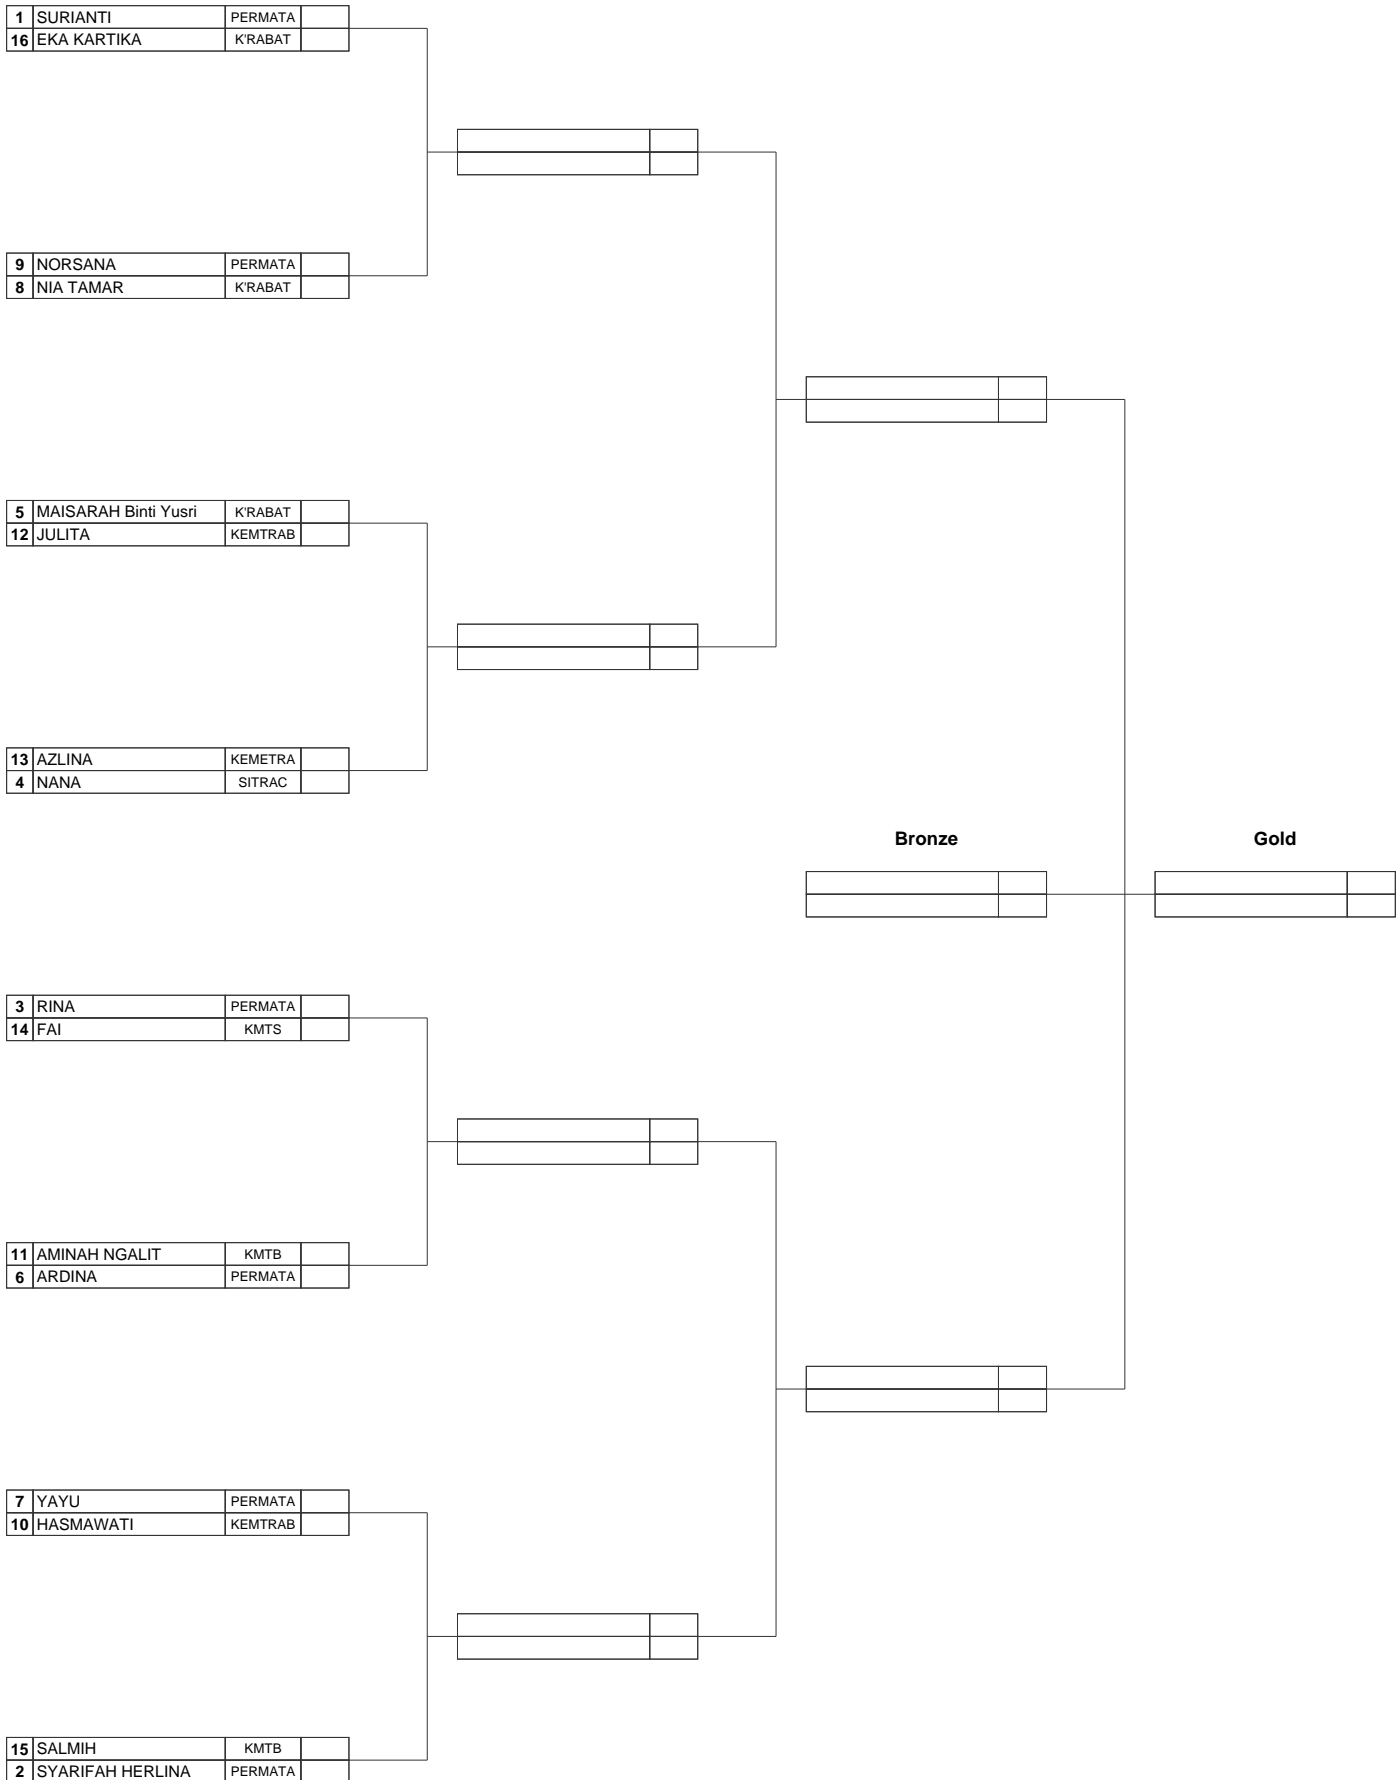 1 SURIANTI PERMATA
16 EKA KARTIKA K'RABAT
9 NORSANA PERMATA
8 NIA TAMAR K'RABAT
5 MAISARAH Binti Yusri K'RABAT
12 JULITA KEMTRAB
13 AZLINA KEMETRA
4 NANA SITRAC
Bronze Gold
3 RINA PERMATA
14 FAI KMTS
11 AMINAH NGALIT KMTB
6 ARDINA PERMATA
7 YAYU PERMATA
10 HASMAWATI KEMTRAB
15 SALMIH KMTB
2 SYARIFAH HERLINA PERMATA